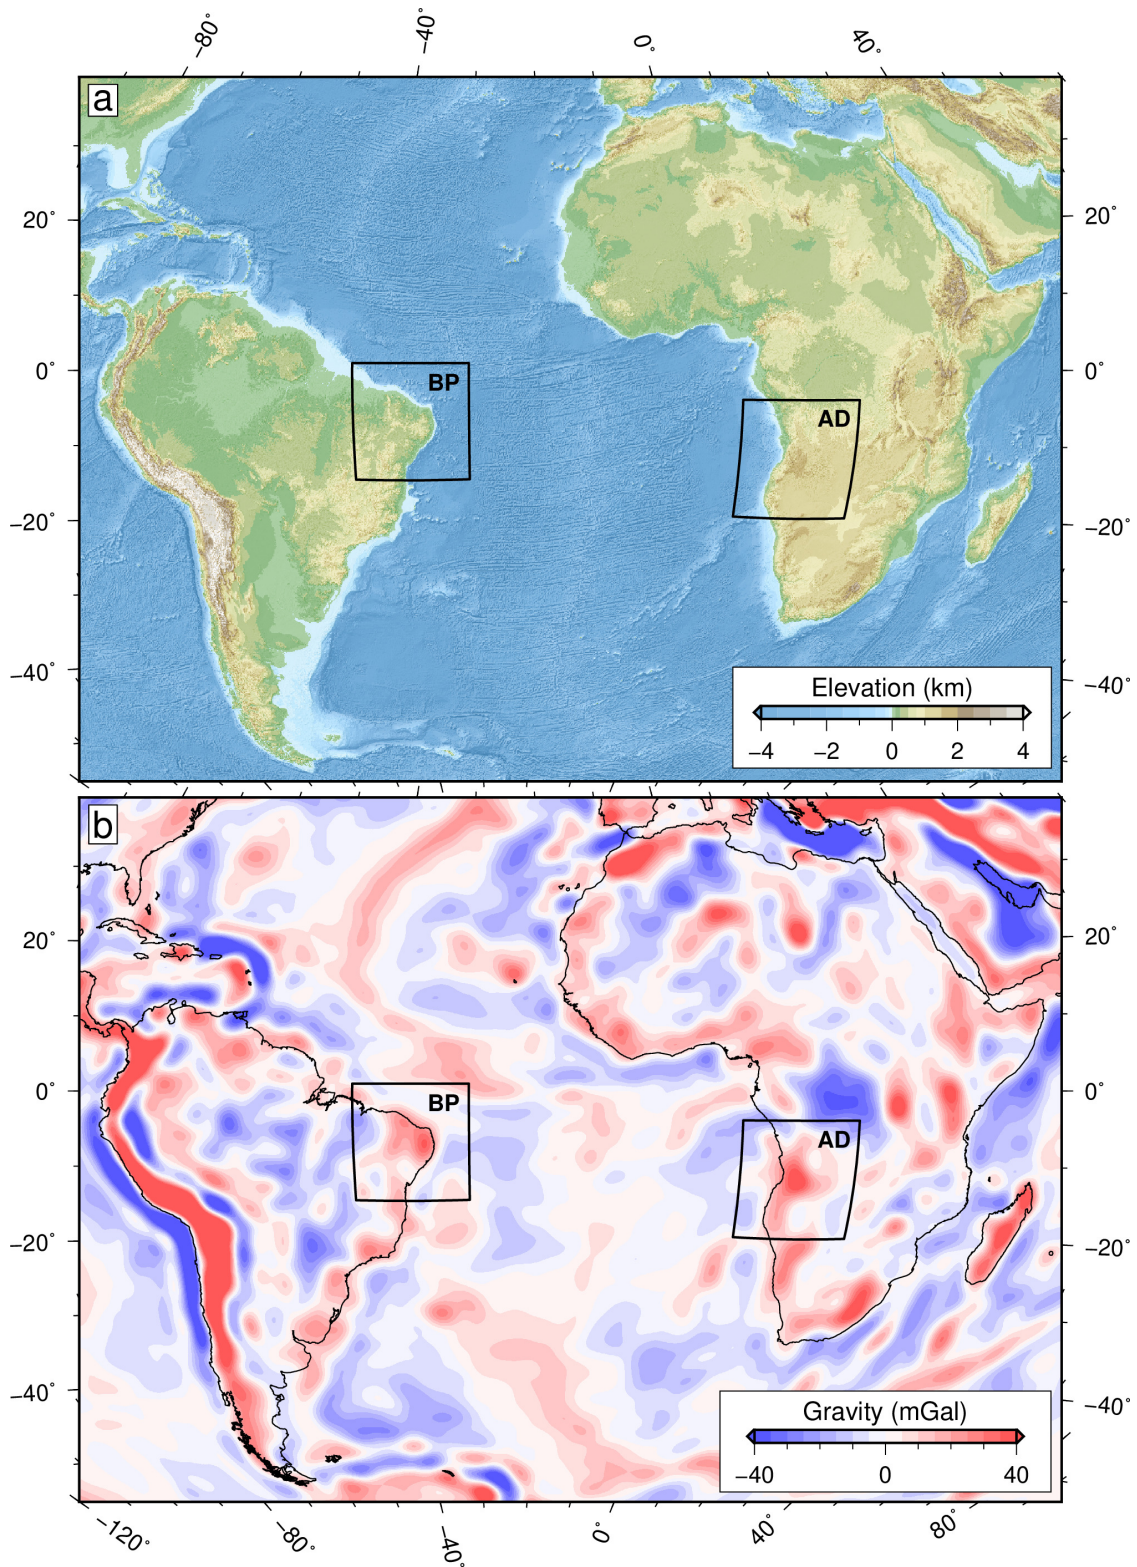 −80° −40° 0° 40°
a
20° 20°
BP
0° 0°
AD
−20° −20°
Elevation (km)
−40° −40°
−4 −2 0 2 4
b
20° 20°
0° 0°
BP
AD
−20° −20°
−40° −40°
Gravity (mGal)
−40 0 40
−120° −80° −40° 0° 40° 80°